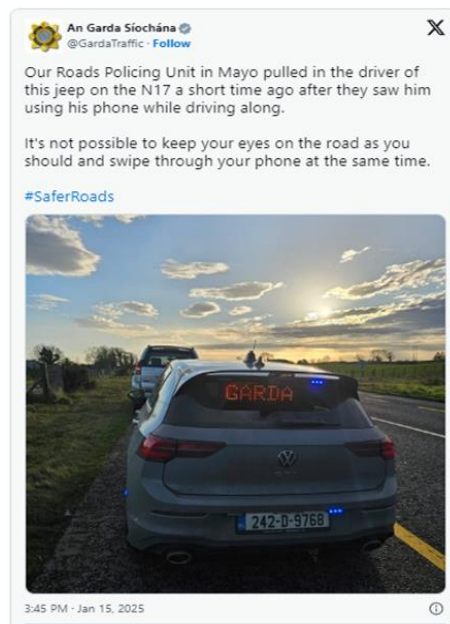 An Garda Síochána
@GardaTraffic · Follow
Our Roads Policing Unit in Mayo pulled in the driver of
this jeep on the N17 a short time ago after they saw him
using his phone while driving along.
It's not possible to keep your eyes on the road as you
should and swipe through your phone at the same time.
#SaferRoads
GARDA
242-D-9768
3:45 PM · Jan 15, 2025